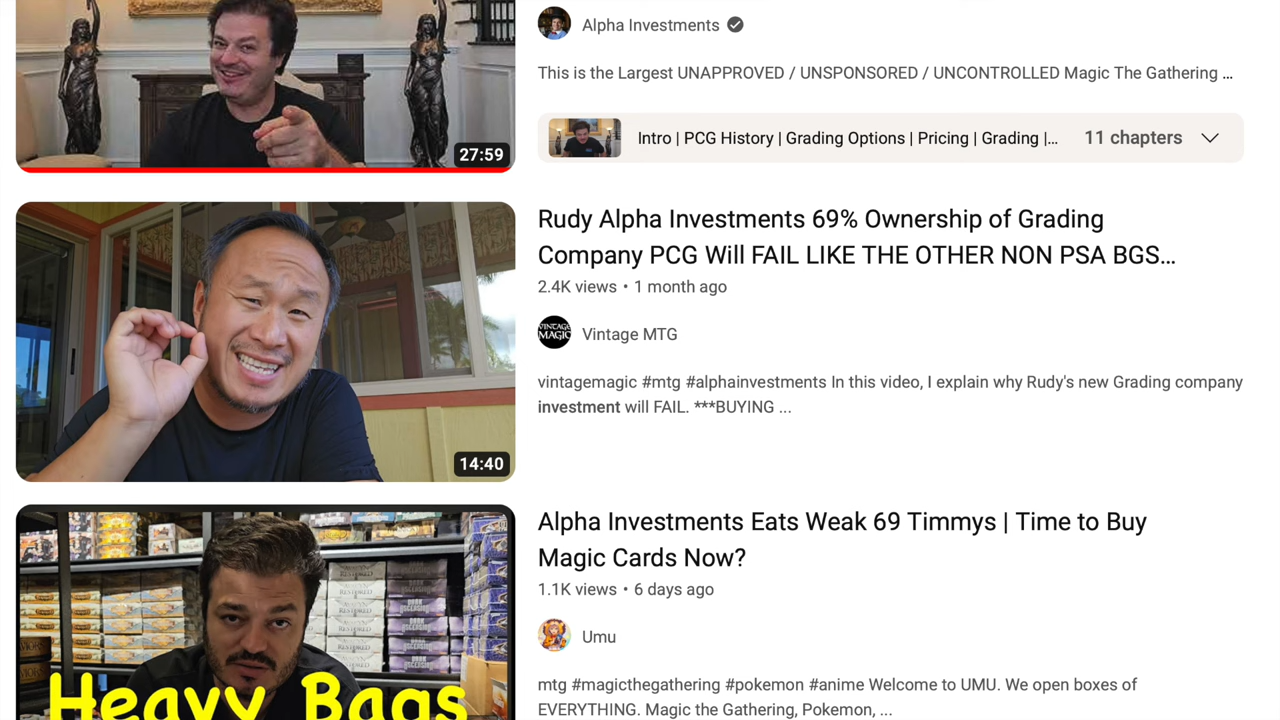 27:59
Alpha Investments
This is the Largest UNAPPROVED / UNSPONSORED / UNCONTROLLED Magic The Gathering ...
Intro | PCG History | Grading Options | Pricing | Grading |...
11 chapters
14:40
Rudy Alpha Investments 69% Ownership of Grading
Company PCG Will FAIL LIKE THE OTHER NON PSA BGS...
2.4K views • 1 month ago
VINTAGE
MAGIC
Vintage MTG
vintagemagic #mtg #alphainvestments In this video, I explain why Rudy's new Grading company
investment will FAIL. ***BUYING ...
Heavy Bags
Alpha Investments Eats Weak 69 Timmys | Time to Buy
Magic Cards Now?
1.1K views • 6 days ago
Umu
mtg #magicthegathering #pokemon #anime Welcome to UMU. We open boxes of
EVERYTHING. Magic the Gathering, Pokemon, ...